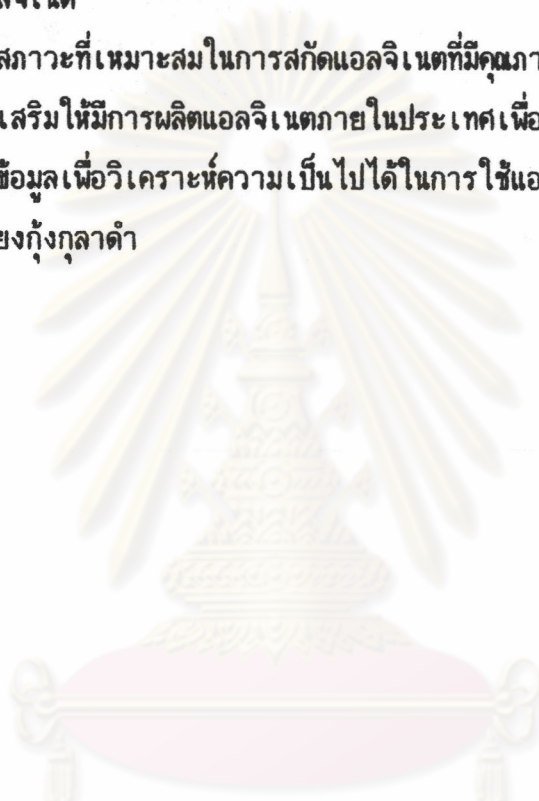 สภาวะที่เหมาะสมในการสกัดแอลจิเนตที่มีคุณภา
เสริมให้มีการผลิตแอลจิเนตภายในประเทศเพื่อ
ข้อมูลเพื่อวิเคราะห์ความเป็นไปได้ในการใช้แอ
ยงกุ้งกุลาดำ